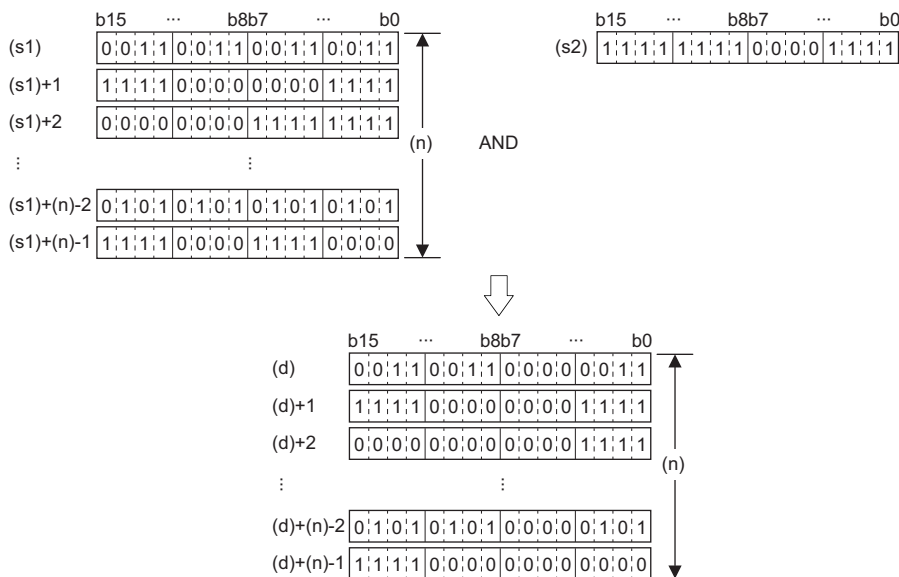 b15 ··· b8b7 ··· b0
(s1) 0 0 1 1 0 0 1 1 0 0 1 1 0 0 1 1
(s1)+1 1 1 1 1 0 0 0 0 0 0 0 0 1 1 1 1
(s1)+2 0 0 0 0 0 0 0 0 1 1 1 1 1 1 1 1
⋮ ⋮
(s1)+(n)-2 0 1 0 1 0 1 0 1 0 1 0 1 0 1 0 1
(s1)+(n)-1 1 1 1 1 0 0 0 0 1 1 1 1 0 0 0 0
(n)
AND
b15 ··· b8b7 ··· b0
(s2) 1 1 1 1 1 1 1 1 0 0 0 0 1 1 1 1
b15 ··· b8b7 ··· b0
(d) 0 0 1 1 0 0 1 1 0 0 0 0 0 0 1 1
(d)+1 1 1 1 1 0 0 0 0 0 0 0 0 1 1 1 1
(d)+2 0 0 0 0 0 0 0 0 0 0 0 0 1 1 1 1
⋮ ⋮
(d)+(n)-2 0 1 0 1 0 1 0 1 0 0 0 0 0 1 0 1
(d)+(n)-1 1 1 1 1 0 0 0 0 0 0 0 0 0 0 0 0
(n)